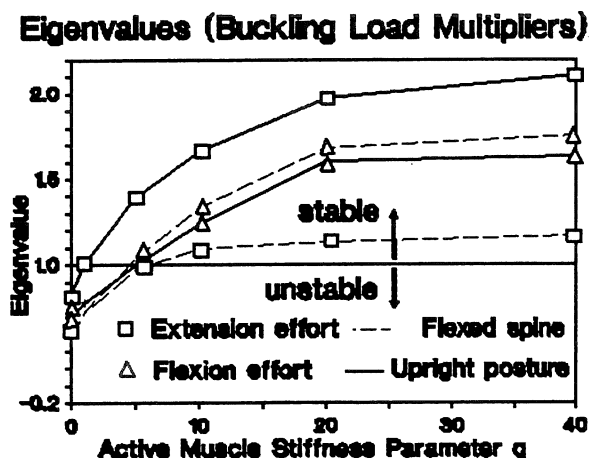 Eigenvalues (Buckling Load Multipliers)
2.0
1.5
1.0
-0.2
Eigenvalue
stable
unstable
Extension effort
Flexed spine
Flexion effort
Upright posture
0
10
20
30
40
Active Muscle Stiffness Parameter q